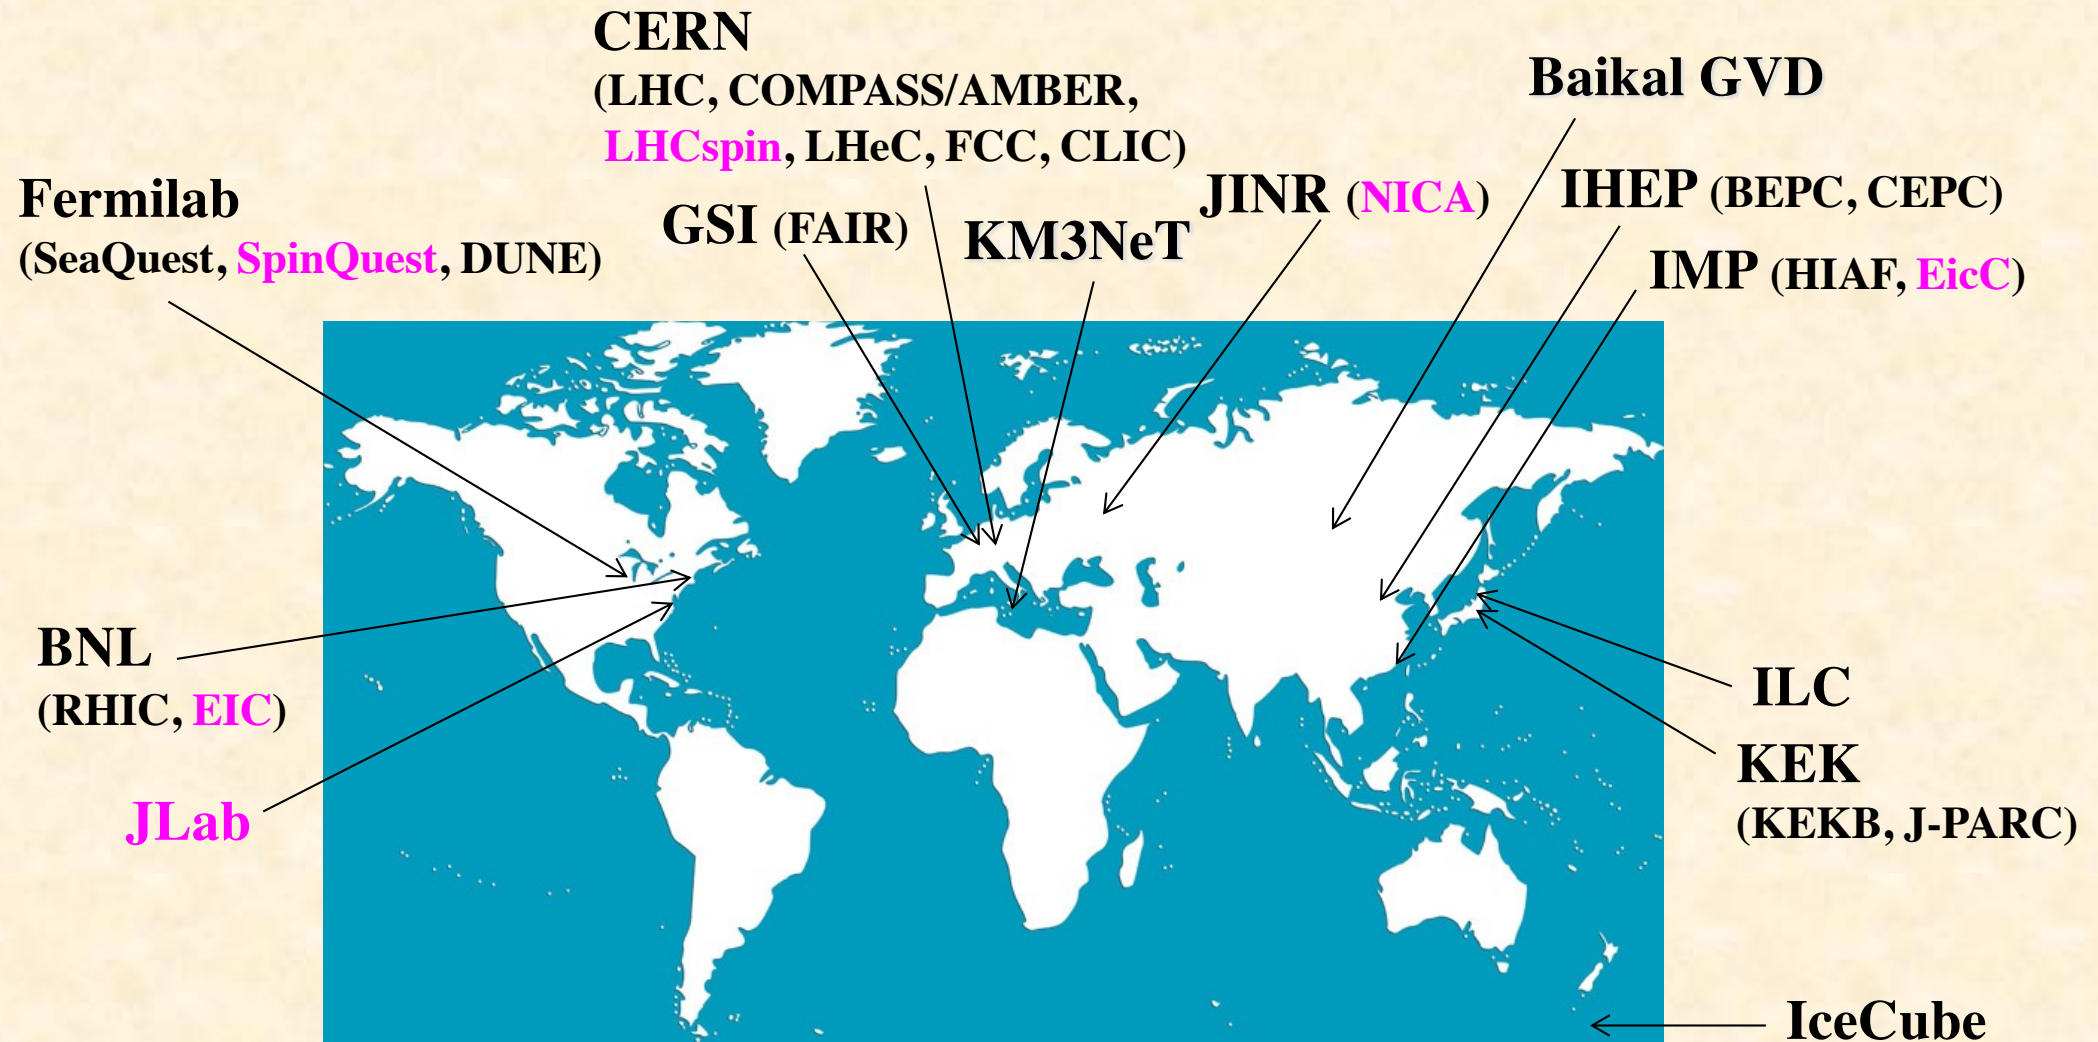 CERN
(LHC, COMPASS/AMBER,
LHCspin, LHeC, FCC, CLIC)
Baikal GVD
Fermilab
(SeaQuest, SpinQuest, DUNE)
GSI (FAIR)
KM3NeT
JINR (NICA)
IHEP (BEPC, CEPC)
IMP (HIAF, EicC)
BNL
(RHIC, EIC)
JLab
ILC
KEK
(KEKB, J-PARC)
IceCube